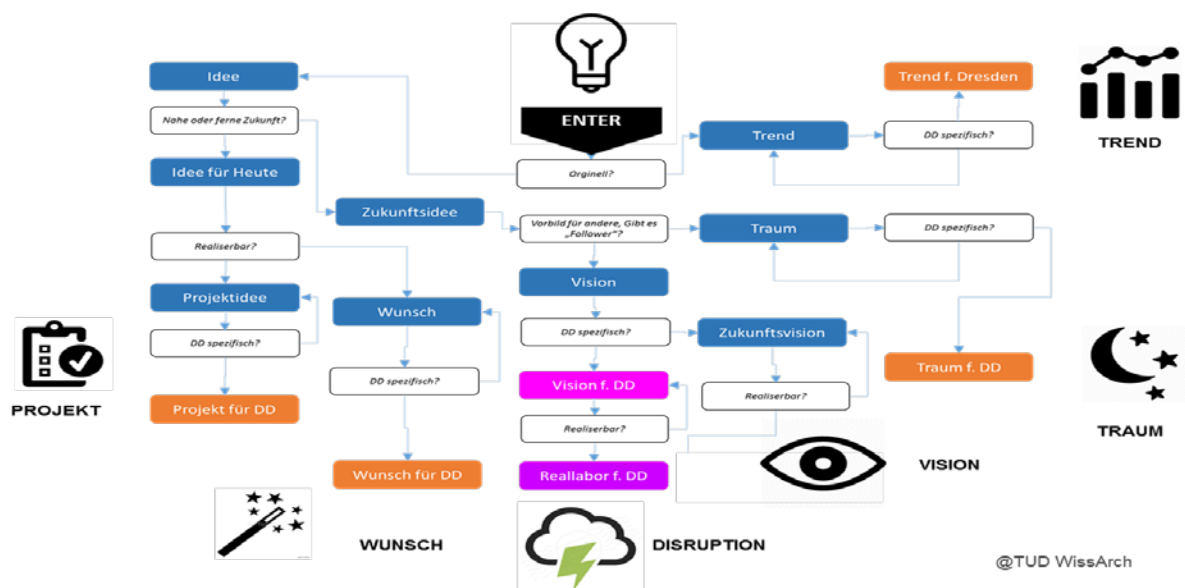 ENTER
Idee
Trend f. Dresden
Nahe oder ferne Zukunft?
Trend
DD spezifisch?
TREND
Idee für Heute
Orginell?
Zukunftsidee
Vorbild für andere, Gibt es
„Follower“?
Traum
DD spezifisch?
Realiserbar?
Vision
Projektidee
Wunsch
DD spezifisch?
Zukunftsvision
DD spezifisch?
Traum f. DD
DD spezifisch?
Vision f. DD
Realiserbar?
PROJEKT
Projekt für DD
Realiserbar?
TRAUM
Wunsch für DD
Reallabor f. DD
VISION
WUNSCH
DISRUPTION
@TUD WissArch